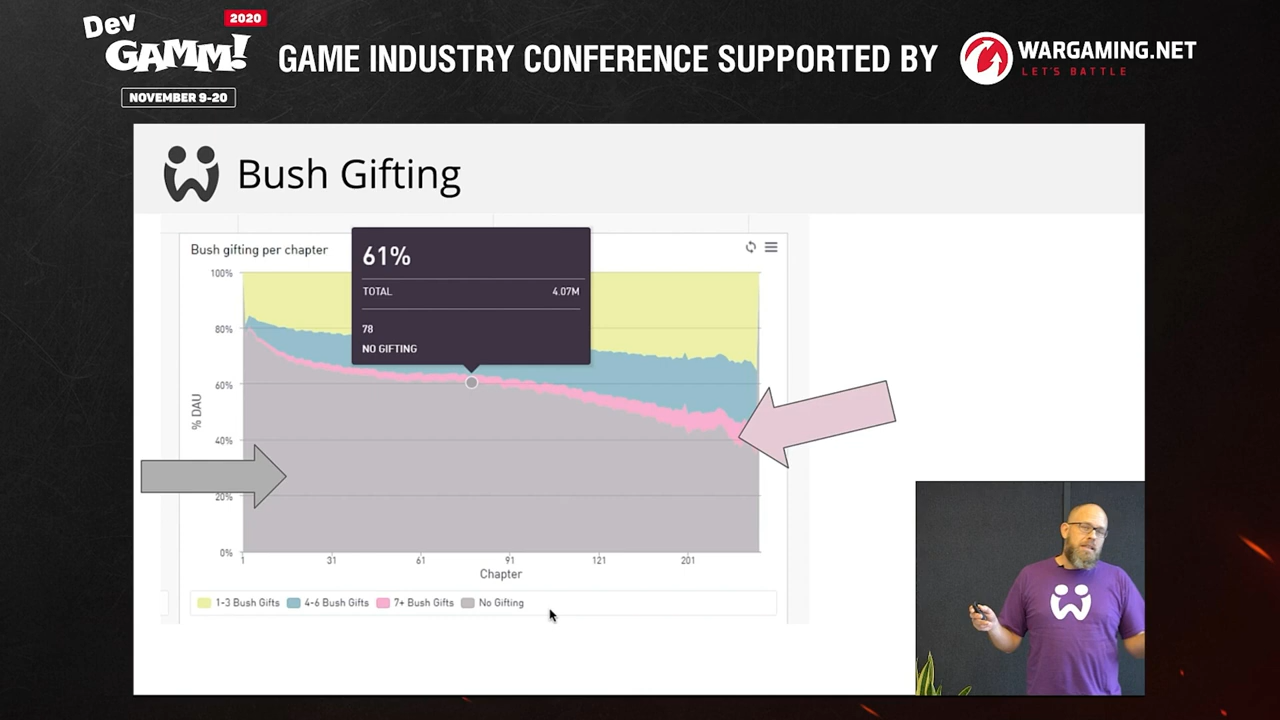 Dev
GAMM!
2020
NOVEMBER 9-20
GAME INDUSTRY CONFERENCE SUPPORTED BY
WARGAMING.NET
LET'S BATTLE
Bush Gifting
Bush gifting per chapter
61%
TOTAL 4.07M
78
NO GIFTING
100%
80%
60%
40%
20%
0%
% DAU
1 31 61 91 121 201
Chapter
1-3 Bush Gifts 4-6 Bush Gifts 7+ Bush Gifts No Gifting